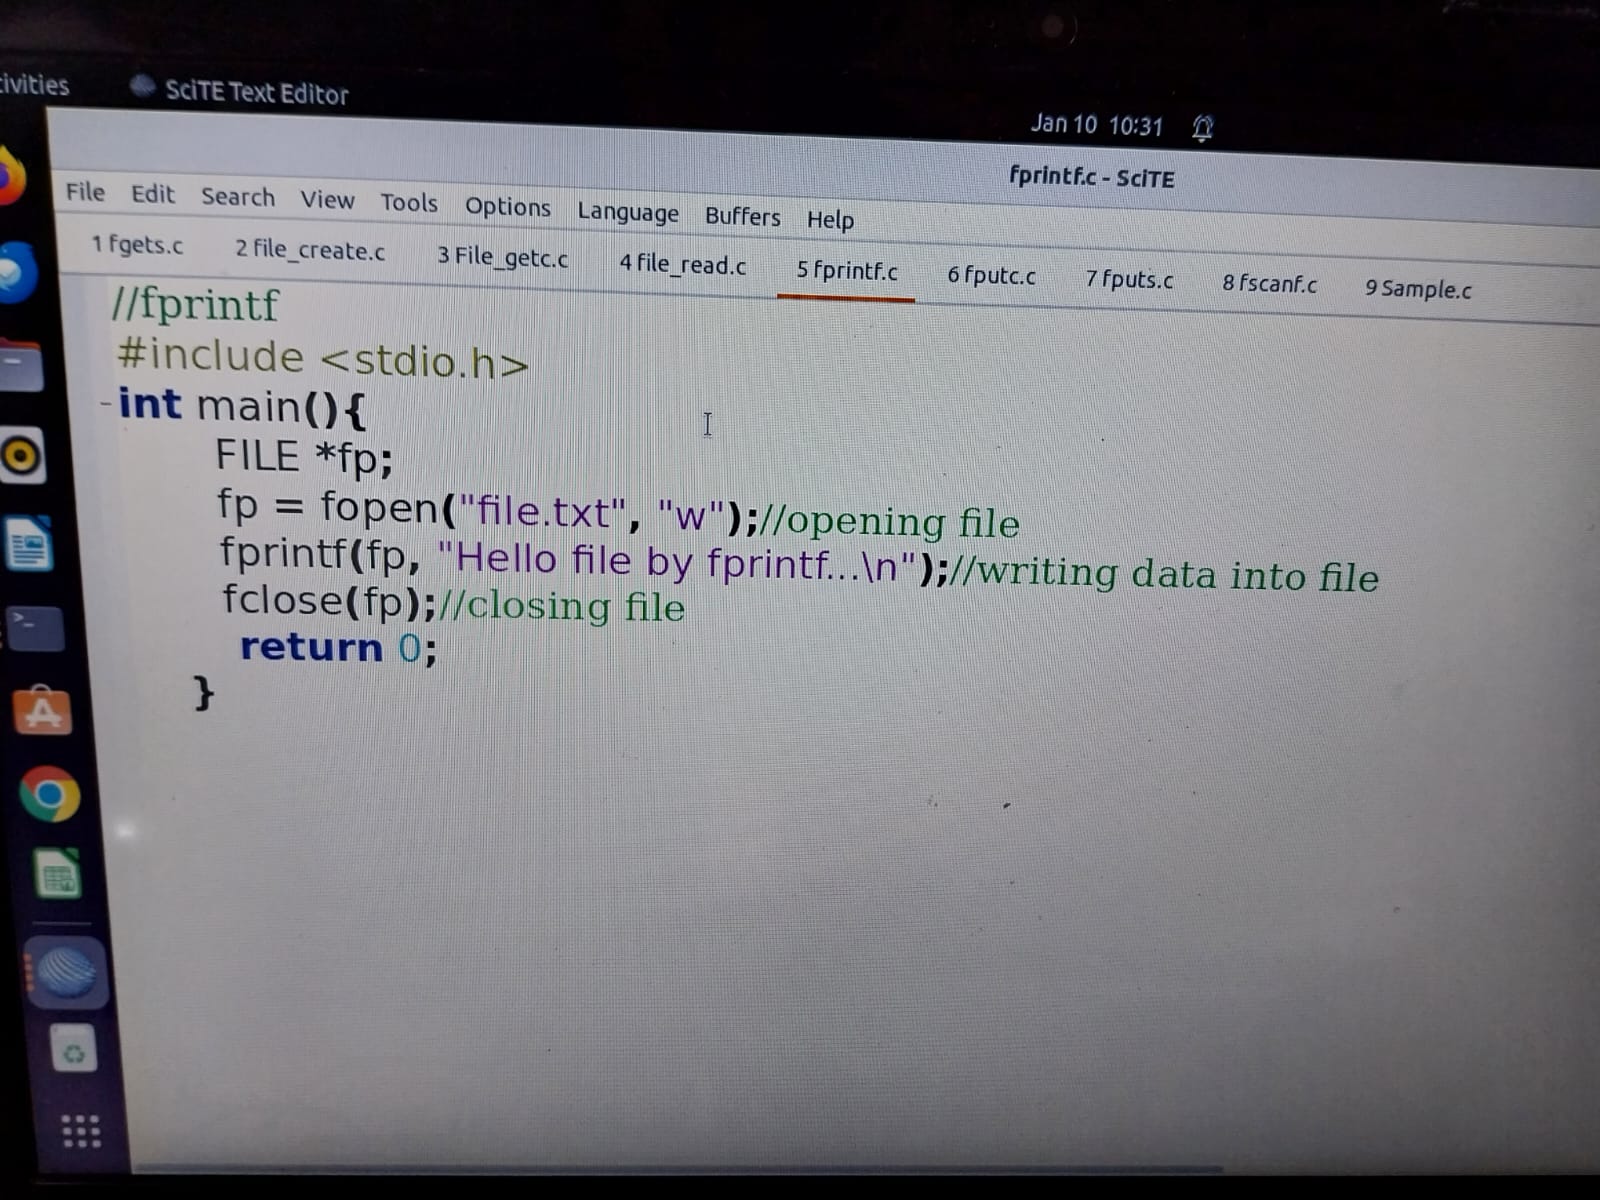 ivities
SciTE Text Editor
Jan 10 10:31
fprintf.c - SciTE
File Edit Search View Tools Options Language Buffers Help
1 fgets.c 2 file_create.c 3 File_getc.c 4 file_read.c 5 fprintf.c 6 fputc.c 7 fputs.c 8 fscanf.c 9 Sample.c
//fprintf
#include <stdio.h>
int main(){
FILE *fp;
fp = fopen("file.txt", "w");//opening file
fprintf(fp, "Hello file by fprintf...\n");//writing data into file
fclose(fp);//closing file
return 0;
}